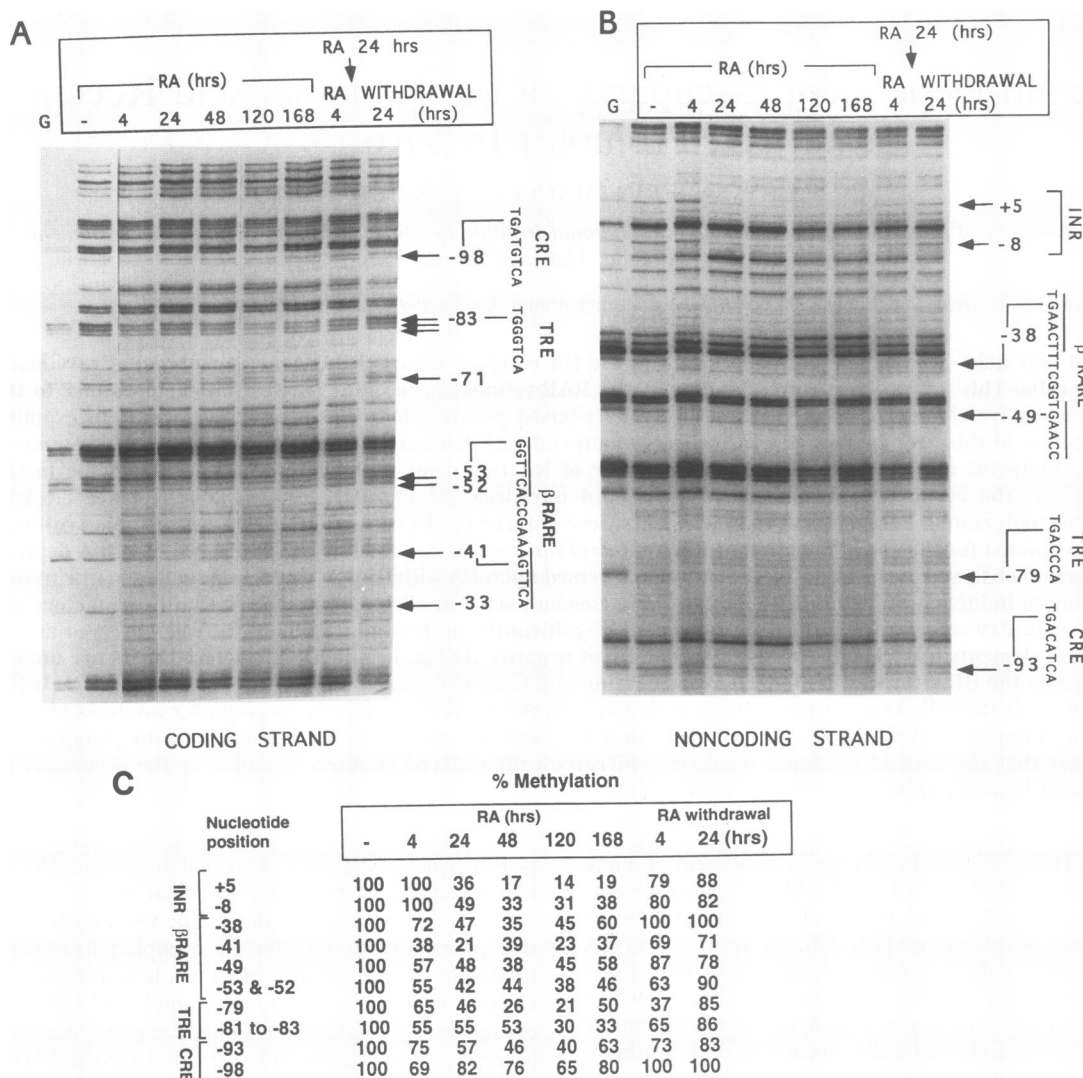 A
RA 24 hrs
RA (hrs)
RA WITHDRAWAL
G - 4 24 48 120 168 4 24 (hrs)
CRE
TGATGTCA
-98
-83
TRE
TGGGTCA
-71
-53
-52
βRARE
GGTTCACCGAAAGTTCA
-41
-33
CODING STRAND
B
RA 24 (hrs)
RA (hrs)
RA WITHDRAWAL
G - 4 24 48 120 168 4 24 (hrs)
+5
INR
-8
-38
βRARE
TGAACTTTCGGTGAACC
-49
TRE
TGACCCA
-79
CRE
TGACATCA
-93
NONCODING STRAND
C
% Methylation
Nucleotide position
RA (hrs) RA withdrawal
- 4 24 48 120 168 4 24 (hrs)
INR
+5 100 100 36 17 14 19 79 88
-8 100 100 49 33 31 38 80 82
βRARE
-38 100 72 47 35 45 60 100 100
-41 100 38 21 39 23 37 69 71
-49 100 57 48 38 45 58 87 78
-53 & -52 100 55 42 44 38 46 63 90
TRE
-79 100 65 46 26 21 50 37 85
-81 to -83 100 55 55 53 30 33 65 86
CRE
-93 100 75 57 46 40 63 73 83
-98 100 69 82 76 65 80 100 100